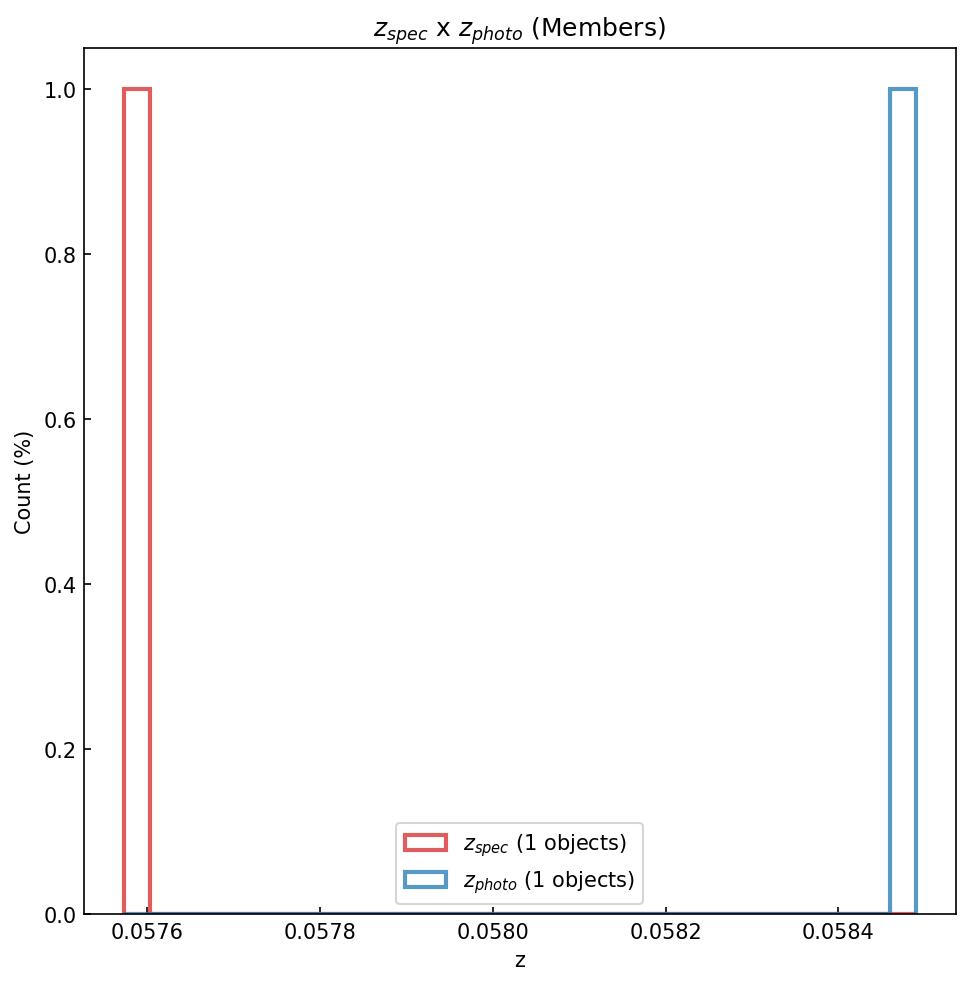 z_spec x z_photo (Members)
Count (%)
1.0
0.8
0.6
0.4
0.2
0.0
z_spec (1 objects)
z_photo (1 objects)
0.0576 0.0578 0.0580 0.0582 0.0584
z